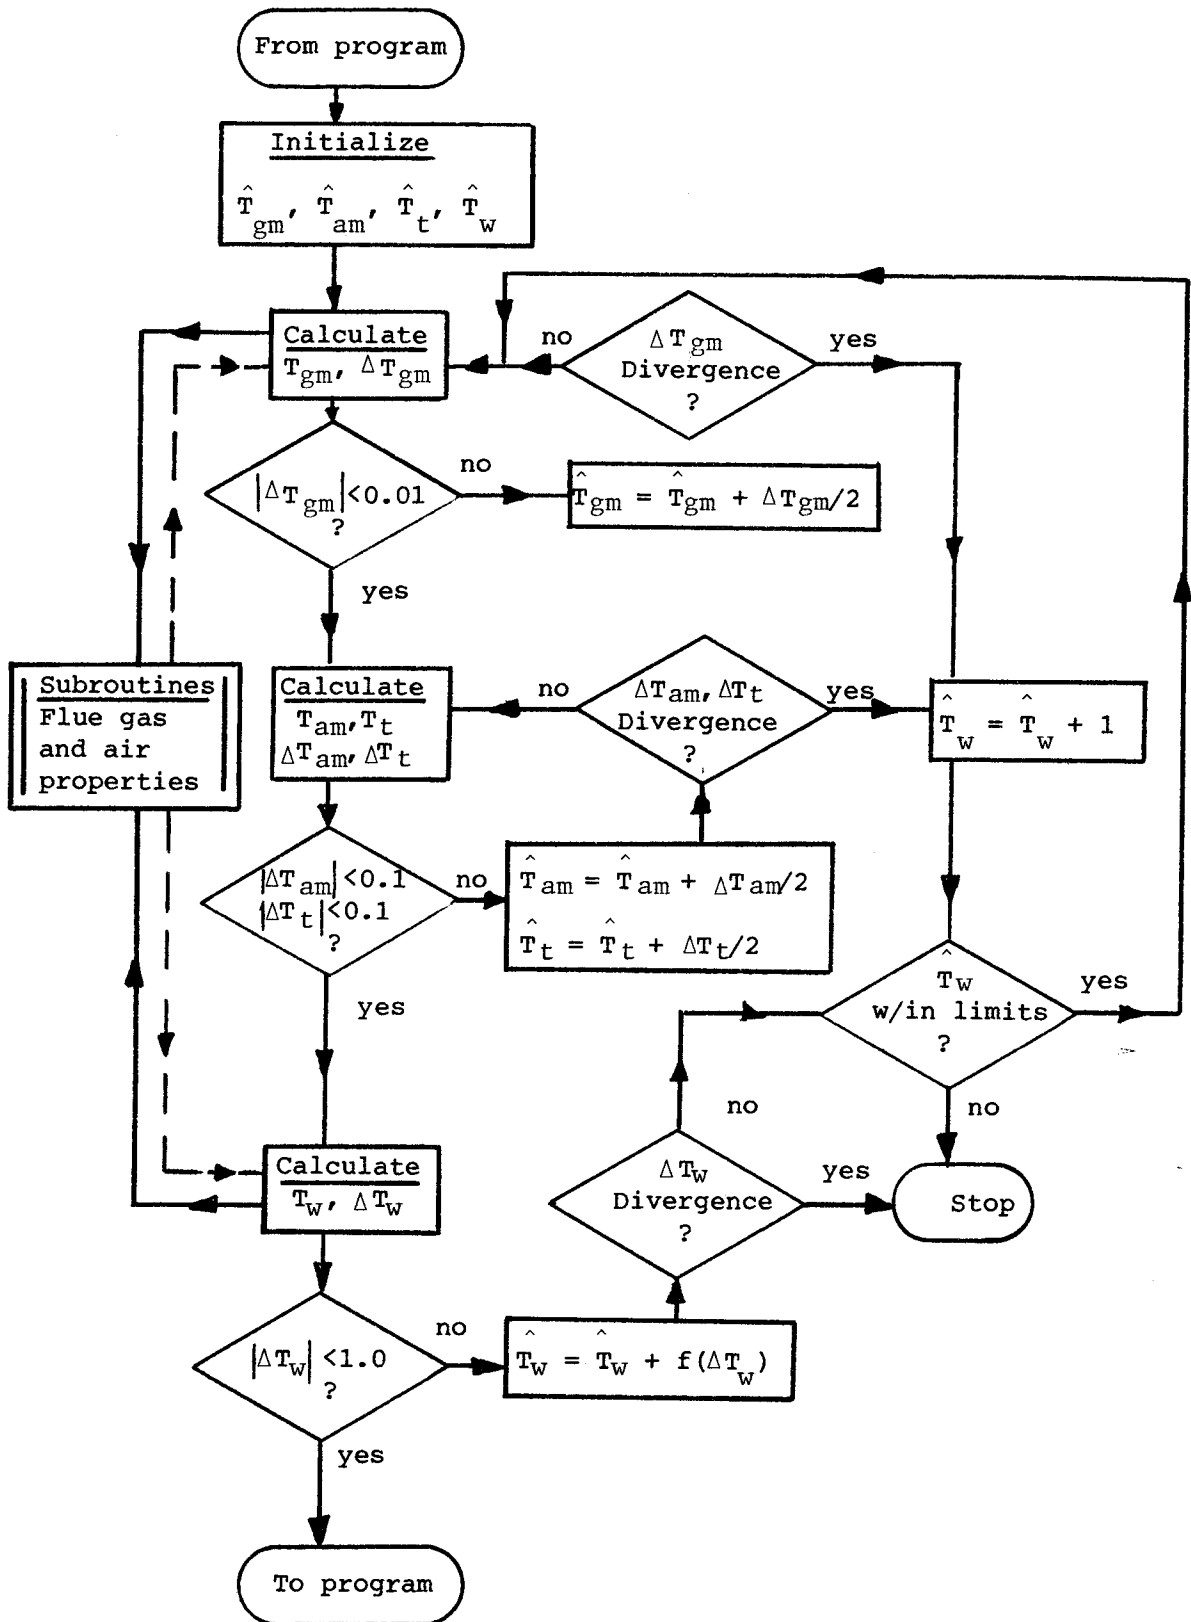 From program
Initialize
T̂gm, T̂am, T̂t, T̂w
Calculate
Tgm, ΔTgm
no
ΔTgm
Divergence
?
yes
|ΔTgm|<0.01
?
no
T̂gm = T̂gm + ΔTgm/2
yes
Subroutines
Flue gas
and air
properties
Calculate
Tam, Tt
ΔTam, ΔTt
no
ΔTam, ΔTt
Divergence
?
yes
T̂w = T̂w + 1
|ΔTam|<0.1
|ΔTt|<0.1
?
no
T̂am = T̂am + ΔTam/2
T̂t = T̂t + ΔTt/2
yes
T̂w
w/in limits
?
yes
no
no
Calculate
Tw, ΔTw
ΔTw
Divergence
?
yes
Stop
|ΔTw|<1.0
?
no
T̂w = T̂w + f(ΔTw)
yes
To program